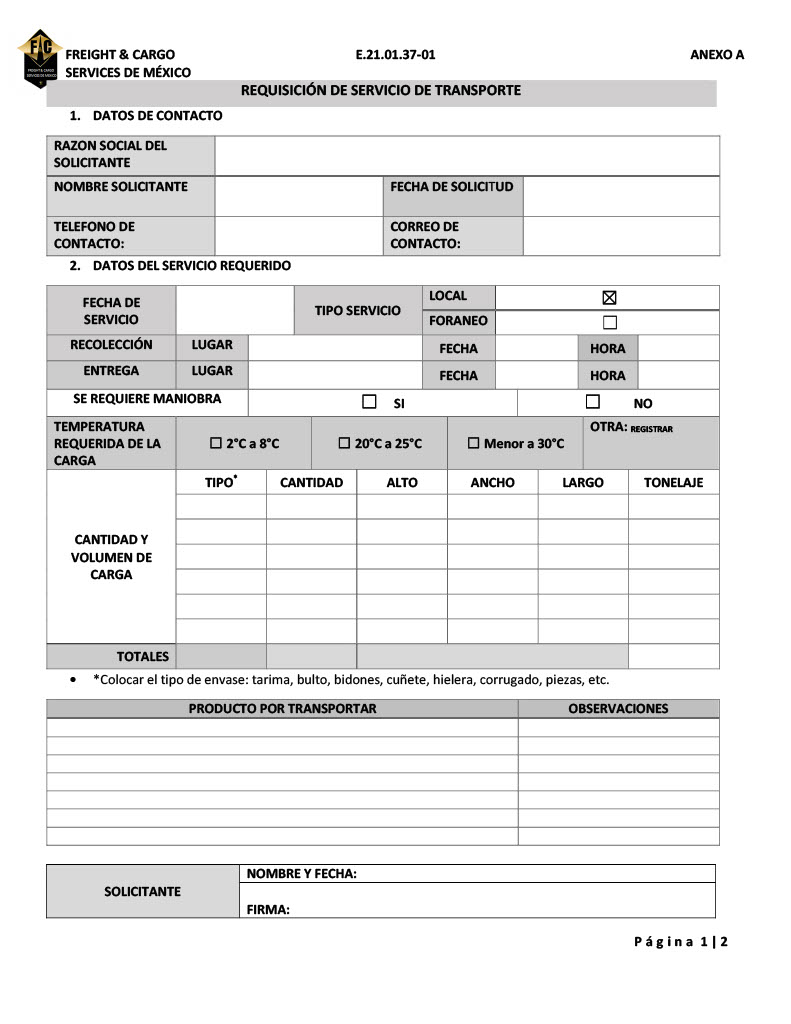 FAC
FREIGHT & CARGO
SERVICES DE MÉXICO
FREIGHT & CARGO E.21.01.37-01 ANEXO A
SERVICES DE MÉXICO
REQUISICIÓN DE SERVICIO DE TRANSPORTE
1. DATOS DE CONTACTO
RAZON SOCIAL DEL
SOLICITANTE
NOMBRE SOLICITANTE FECHA DE SOLICITUD
TELEFONO DE CORREO DE
CONTACTO: CONTACTO:
2. DATOS DEL SERVICIO REQUERIDO
FECHA DE
SERVICIO
TIPO SERVICIO
LOCAL ☒
FORANEO ☐
RECOLECCIÓN LUGAR FECHA HORA
ENTREGA LUGAR FECHA HORA
SE REQUIERE MANIOBRA ☐ SI ☐ NO
TEMPERATURA
REQUERIDA DE LA
CARGA
☐ 2°C a 8°C ☐ 20°C a 25°C ☐ Menor a 30°C OTRA: REGISTRAR
TIPO* CANTIDAD ALTO ANCHO LARGO TONELAJE
CANTIDAD Y
VOLUMEN DE
CARGA
TOTALES
• *Colocar el tipo de envase: tarima, bulto, bidones, cuñete, hielera, corrugado, piezas, etc.
PRODUCTO POR TRANSPORTAR OBSERVACIONES
SOLICITANTE
NOMBRE Y FECHA:
FIRMA:
Página 1|2